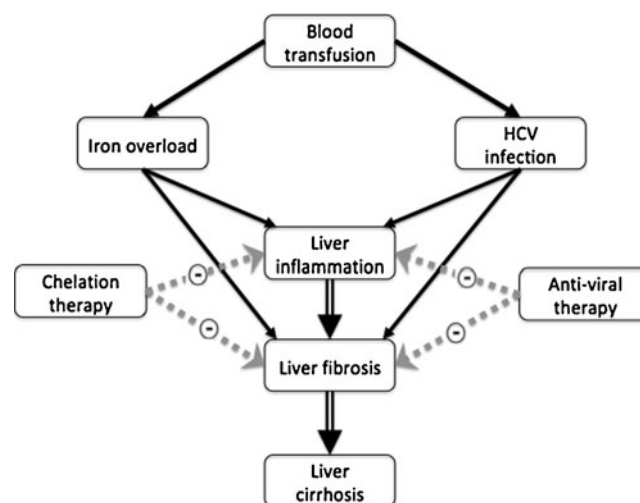 Blood
transfusion
Iron overload
HCV
infection
Liver
inflammation
Chelation
therapy
-
-
Anti-viral
therapy
-
-
Liver fibrosis
Liver
cirrhosis